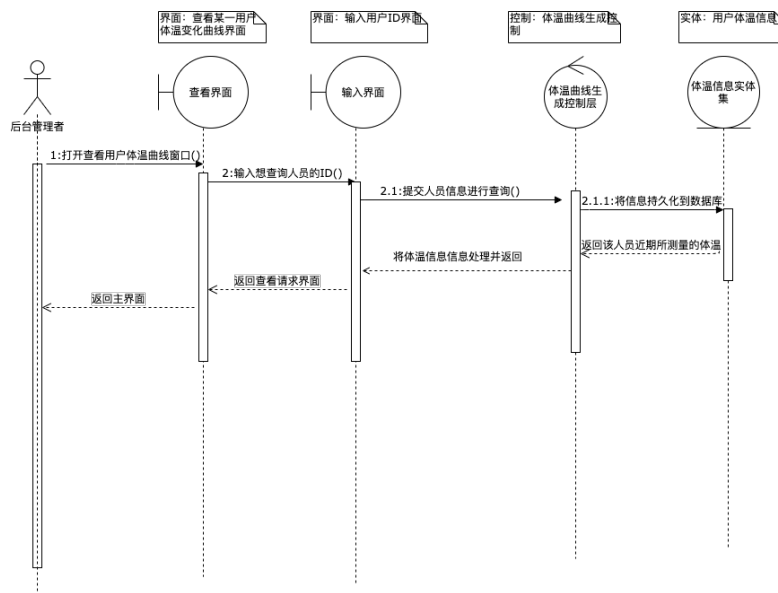 界面：查看某一用户
体温变化曲线界面
界面：输入用户ID界面
控制：体温曲线生成控
制
实体：用户体温信息
查看界面
输入界面
体温曲线生
成控制层
体温信息实体
集
后台管理者
1:打开查看用户体温曲线窗口()
2:输入想查询人员的ID()
2.1:提交人员信息进行查询()
2.1.1:将信息持久化到数据库
返回该人员近期所测量的体温
将体温信息信息处理并返回
返回查看请求界面
返回主界面